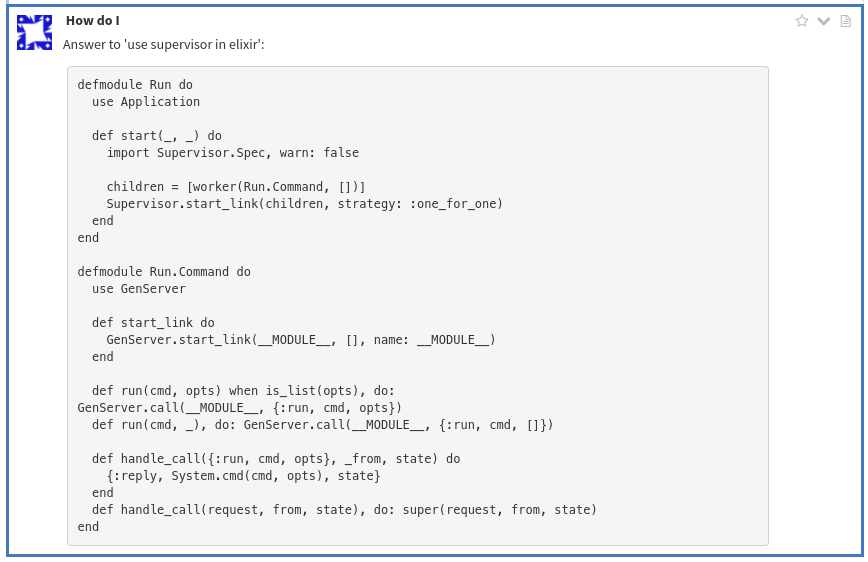 How do I
Answer to 'use supervisor in elixir':
defmodule Run do
  use Application

  def start(_, _) do
    import Supervisor.Spec, warn: false

    children = [worker(Run.Command, [])]
    Supervisor.start_link(children, strategy: :one_for_one)
  end
end

defmodule Run.Command do
  use GenServer

  def start_link do
    GenServer.start_link(__MODULE__, [], name: __MODULE__)
  end

  def run(cmd, opts) when is_list(opts), do:
GenServer.call(__MODULE__, {:run, cmd, opts})
  def run(cmd, _), do: GenServer.call(__MODULE__, {:run, cmd, []})

  def handle_call({:run, cmd, opts}, _from, state) do
    {:reply, System.cmd(cmd, opts), state}
  end
  def handle_call(request, from, state), do: super(request, from, state)
end